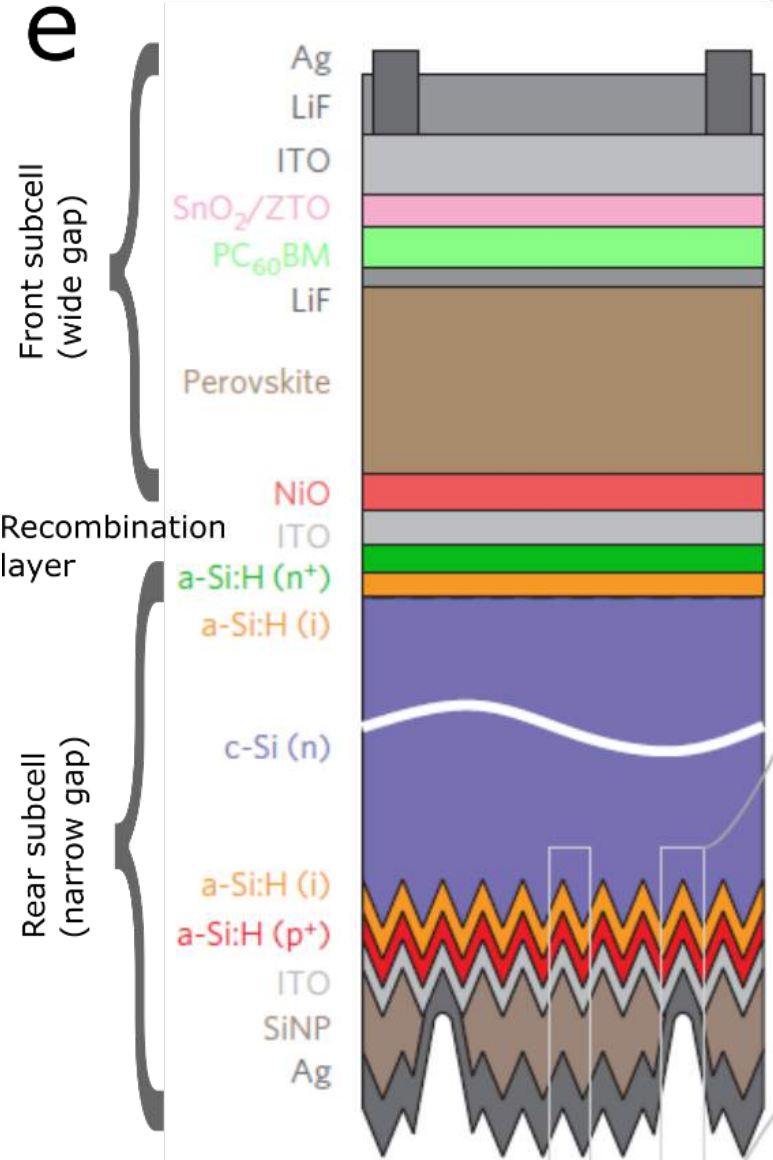 e
Ag
LiF
ITO
SnO₂/ZTO
PC₆₀BM
LiF
Perovskite
NiO
ITO
a-Si:H (n⁺)
a-Si:H (i)
c-Si (n)
a-Si:H (i)
a-Si:H (p⁺)
ITO
SiNP
Ag
Front subcell
(wide gap)
Recombination
layer
Rear subcell
(narrow gap)